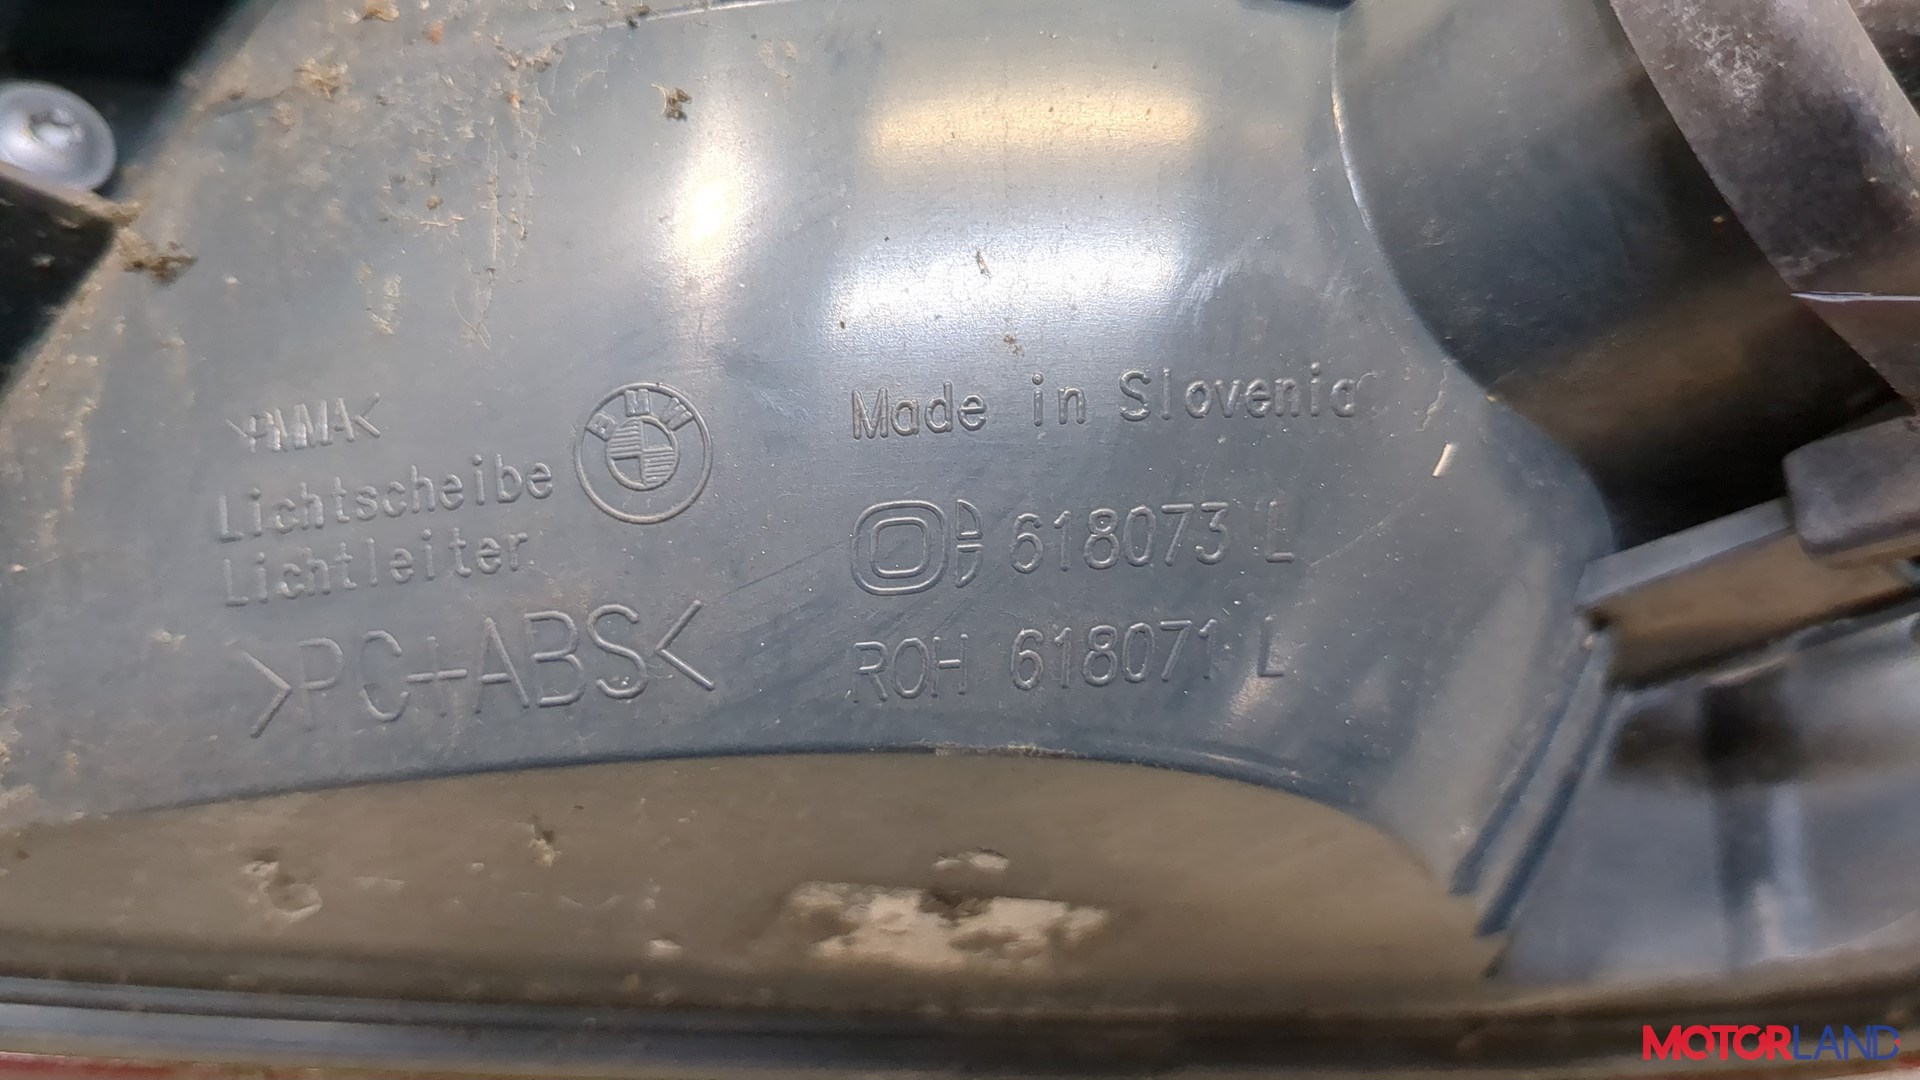 >PMMA<
Lichtscheibe
Lichtleiter
>PC+ABS<
BMW
Made in Slovenia
618073 L
ROH 618071 L
MOTORLAND